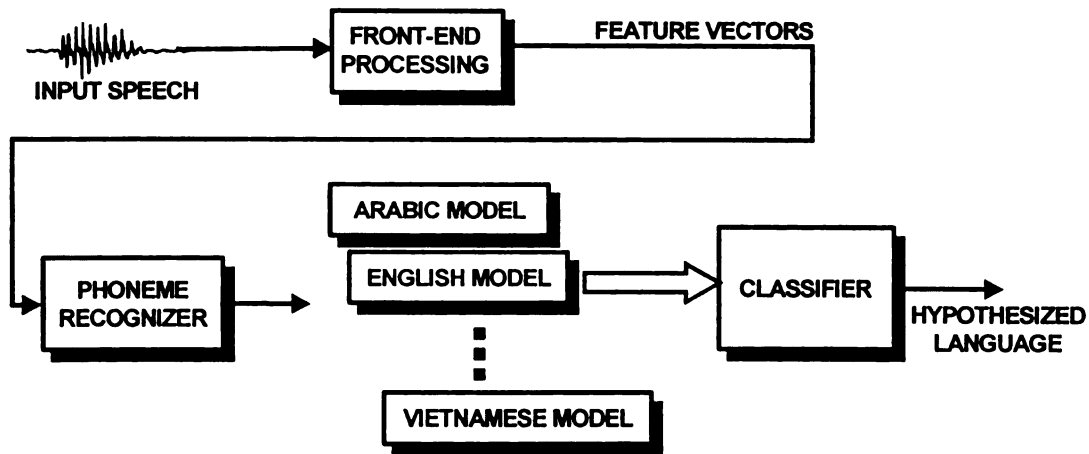 INPUT SPEECH
FRONT-END
PROCESSING
FEATURE VECTORS
PHONEME
RECOGNIZER
ARABIC MODEL
ENGLISH MODEL
VIETNAMESE MODEL
CLASSIFIER
HYPOTHESIZED
LANGUAGE